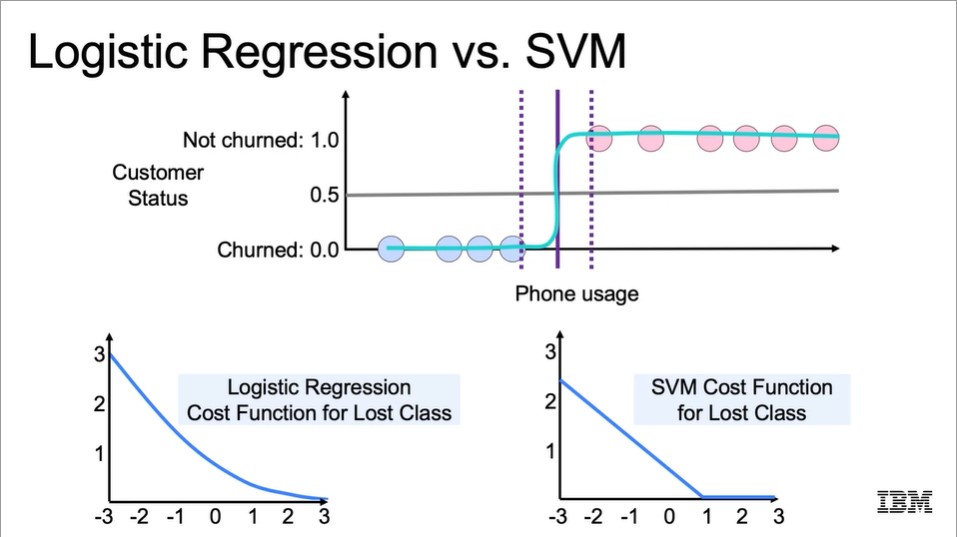 Logistic Regression vs. SVM
Not churned: 1.0
Customer
Status
0.5
Churned: 0.0
Phone usage
3
2
1
-3 -2 -1 0 1 2 3
Logistic Regression
Cost Function for Lost Class
3
2
1
-3 -2 -1 0 1 2 3
SVM Cost Function
for Lost Class
IBM